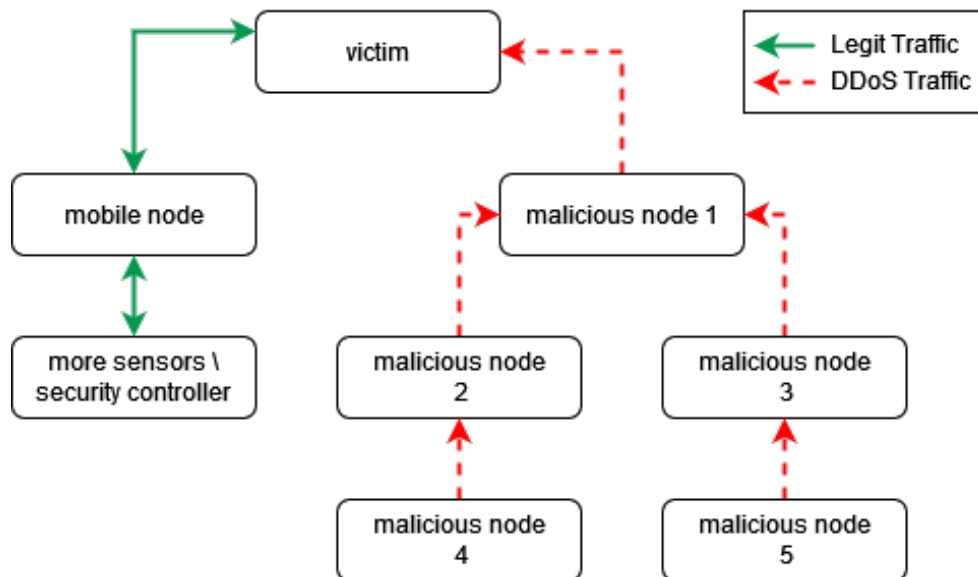 victim
Legit Traffic
DDoS Traffic
mobile node
malicious node 1
more sensors \
security controller
malicious node
2
malicious node
3
malicious node
4
malicious node
5